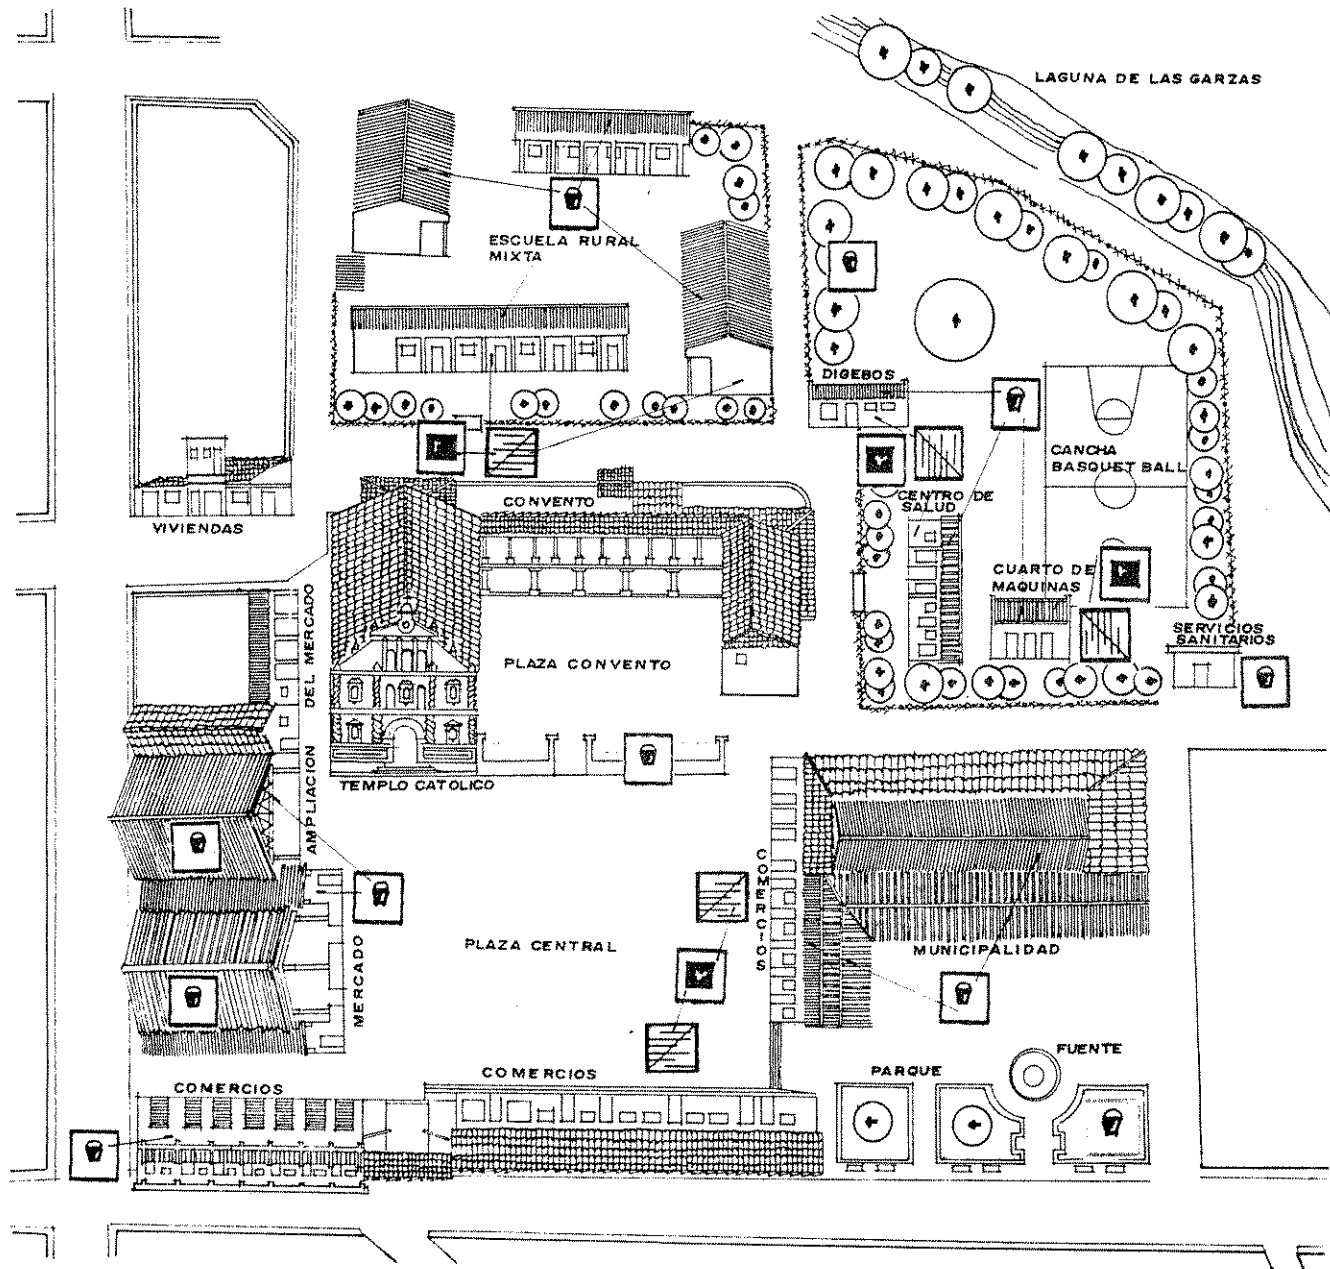 LAGUNA DE LAS GARZAS
ESCUELA RURAL
MIXTA
DIGEBOS
CANCHA
BASQUET BALL
CONVENTO
CENTRO DE
SALUD
VIVIENDAS
CUARTO DE
MAQUINAS
SERVICIOS
SANITARIOS
PLAZA CONVENTO
AMPLIACION DEL MERCADO
TEMPLO CATOLICO
COMERCIOS
PLAZA CENTRAL
MUNICIPALIDAD
MERCADO
FUENTE
PARQUE
COMERCIOS
COMERCIOS